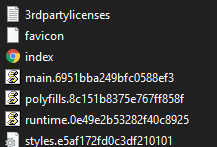 3rdpartylicenses
favicon
index
main.6951bba249bfc0588ef3
polyfills.8c151b8375e767ff858f
runtime.0e49e2b53282f40c8925
styles.e5af172fd0c3df210101